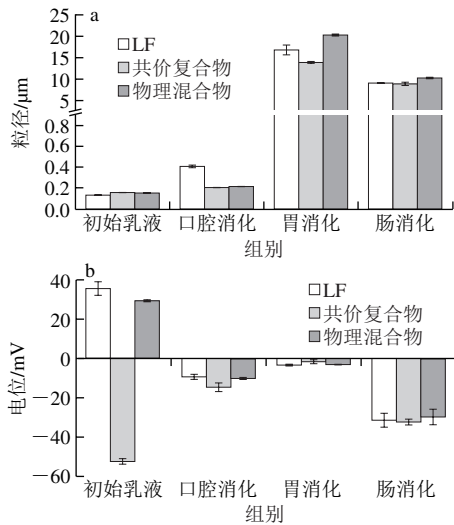 a
25
20
15
10
5
0.8
0.6
0.4
0.2
0.0
粒径/μm
LF
共价复合物
物理混合物
初始乳液 口腔消化 胃消化 肠消化
组别
b
40
20
0
—20
—40
—60
电位/mV
LF
共价复合物
物理混合物
初始乳液 口腔消化 胃消化 肠消化
组别